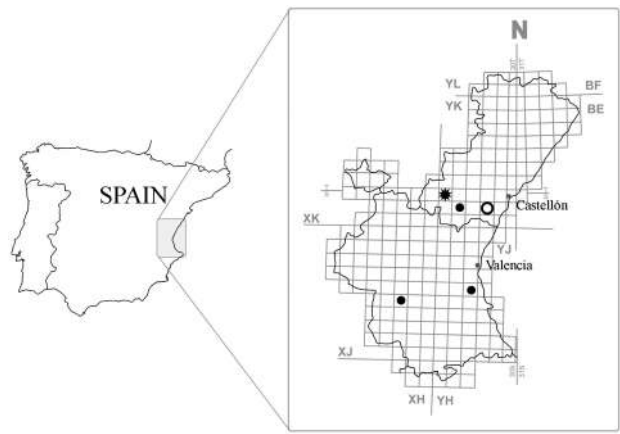 N
YL
BF
YK
BE
SPAIN
Castellón
XK
YJ
Valencia
XJ
XH YH